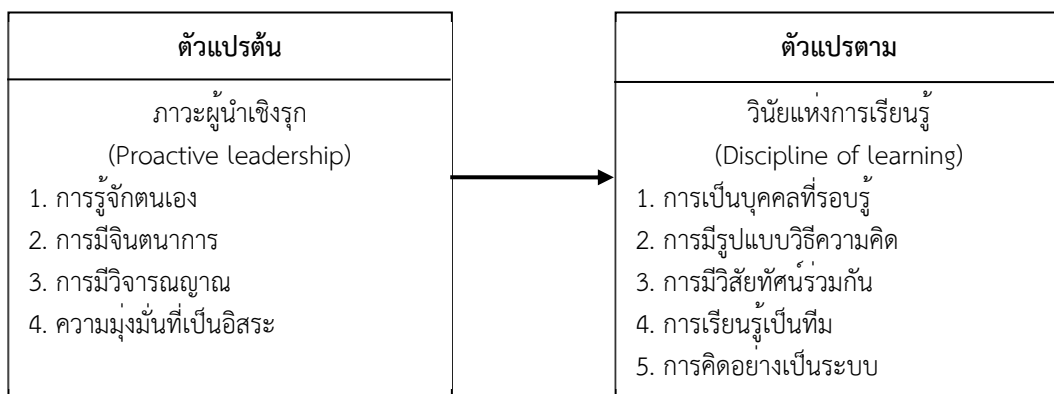 ตัวแปรต้น
ภาวะผู้นำเชิงรุก
(Proactive leadership)
1. การรู้จักตนเอง
2. การมีจินตนาการ
3. การมีวิจารณญาณ
4. ความมุ่งมั่นที่เป็นอิสระ
ตัวแปรตาม
วินัยแห่งการเรียนรู้
(Discipline of learning)
1. การเป็นบุคคลที่รอบรู้
2. การมีรูปแบบวิธีความคิด
3. การมีวิสัยทัศน์ร่วมกัน
4. การเรียนรู้เป็นทีม
5. การคิดอย่างเป็นระบบ